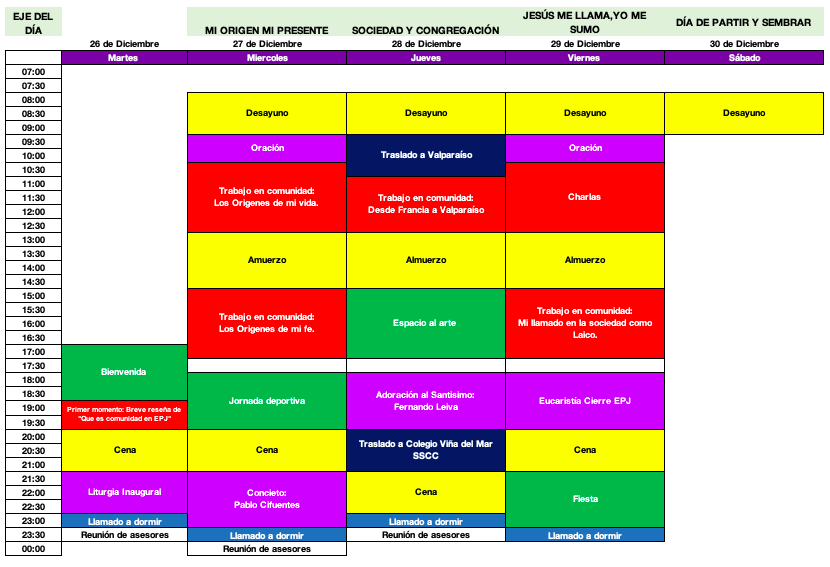 EJE DEL
DÍA
MI ORIGEN MI PRESENTE
SOCIEDAD Y CONGREGACIÓN
JESÚS ME LLAMA,YO ME
SUMO
DÍA DE PARTIR Y SEMBRAR
26 de Diciembre
27 de Diciembre
28 de Diciembre
29 de Diciembre
30 de Diciembre
Martes
Miercoles
Jueves
Viernes
Sábado
07:00
07:30
08:00
08:30
09:00
09:30
10:00
10:30
11:00
11:30
12:00
12:30
13:00
13:30
14:00
14:30
15:00
15:30
16:00
16:30
17:00
17:30
18:00
18:30
19:00
19:30
20:00
20:30
21:00
21:30
22:00
22:30
23:00
23:30
00:00
Bienvenida
Primer momento: Breve reseña de
"Que es comunidad en EPJ"
Cena
Liturgia Inaugural
Llamado a dormir
Reunión de asesores
Desayuno
Oración
Trabajo en comunidad:
Los Origenes de mi vida.
Amuerzo
Trabajo en comunidad:
Los Origenes de mi fe.
Jornada deportiva
Cena
Concieto:
Pablo Cifuentes
Llamado a dormir
Reunión de asesores
Desayuno
Traslado a Valparaíso
Trabajo en comunidad:
Desde Francia a Valparaíso
Almuerzo
Espacio al arte
Adoración al Santisimo:
Fernando Leiva
Traslado a Colegio Viña del Mar
SSCC
Cena
Llamado a dormir
Reunión de asesores
Desayuno
Oración
Charlas
Almuerzo
Trabajo en comunidad:
Mi llamado en la sociedad como
Laico.
Eucaristía Cierre EPJ
Cena
Fiesta
Llamado a dormir
Desayuno